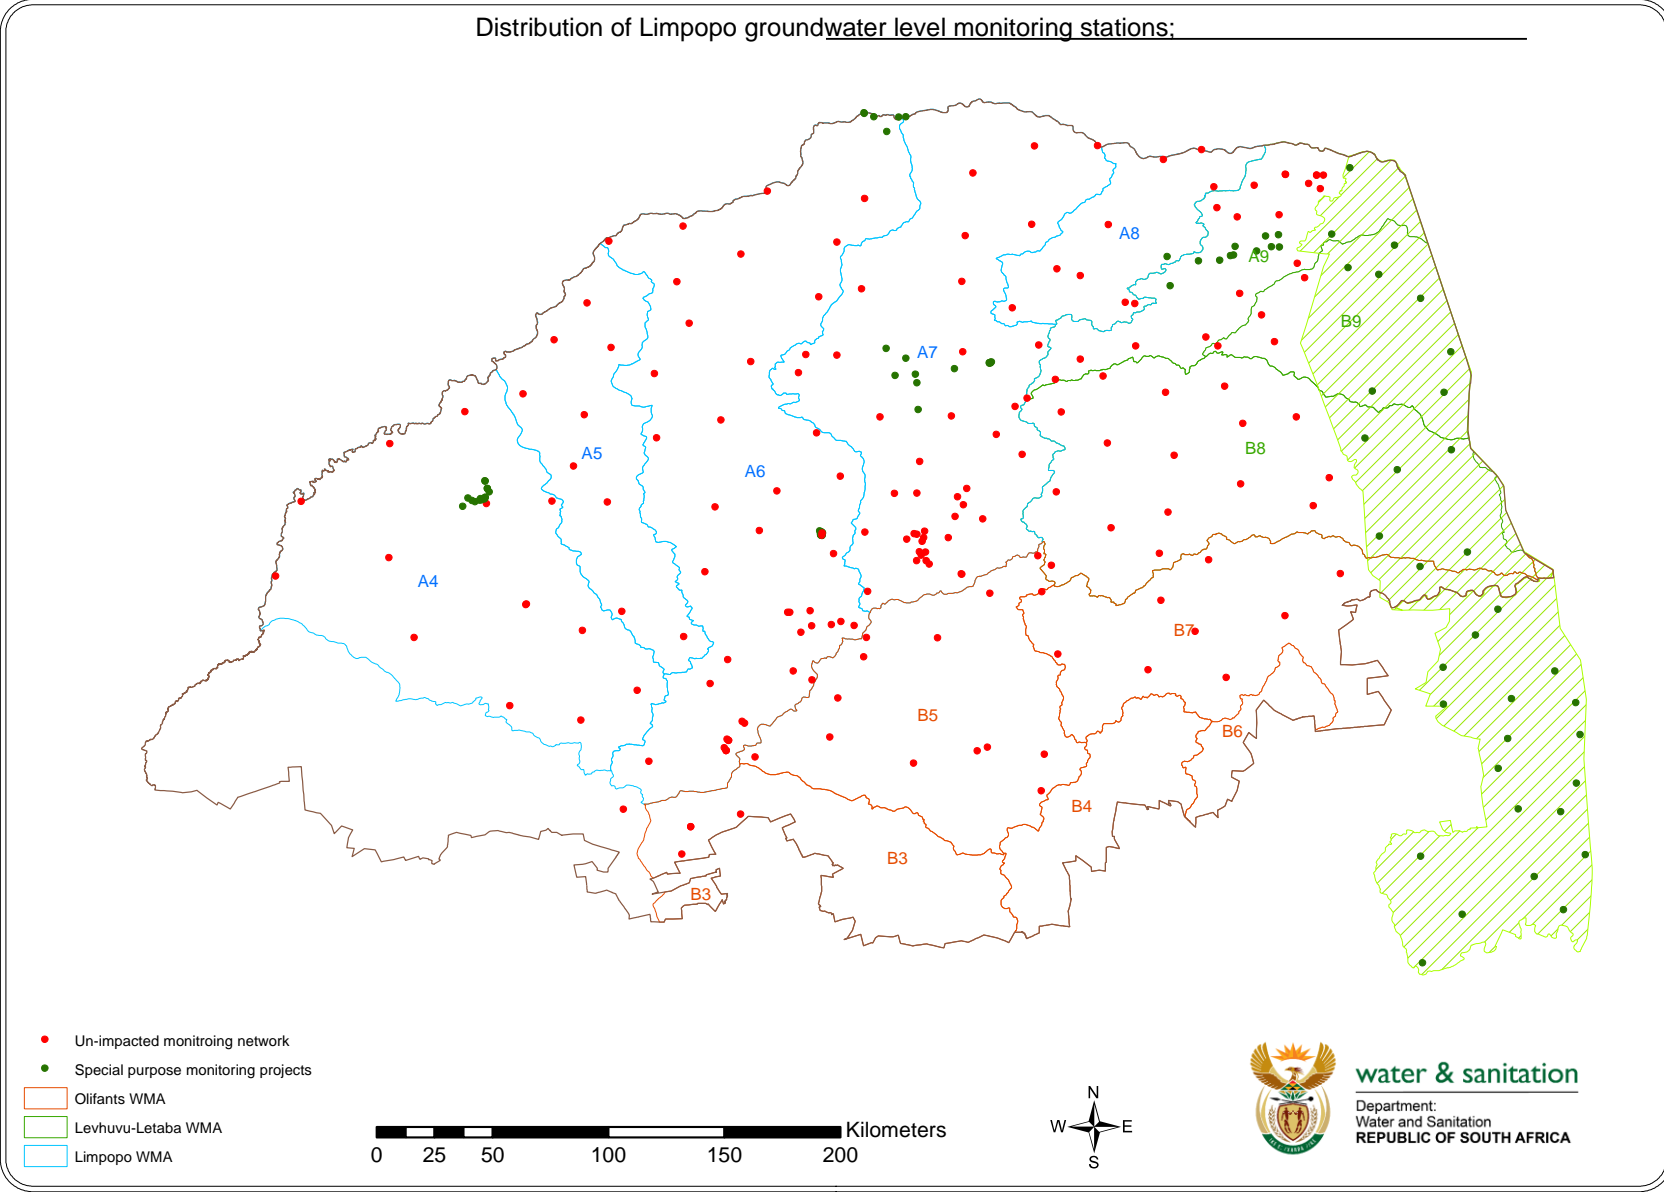 Distribution of Limpopo groundwater level monitoring stations;
A8
A9
B9
A7
A5
A6
B8
A4
B7
B5
B6
B4
B3
B3
Un-impacted monitroing network
Special purpose monitoring projects
Olifants WMA
Levhuvu-Letaba WMA
Limpopo WMA
Kilometers
0 25 50 100 150 200
N
W E
S
water & sanitation
Department:
Water and Sanitation
REPUBLIC OF SOUTH AFRICA